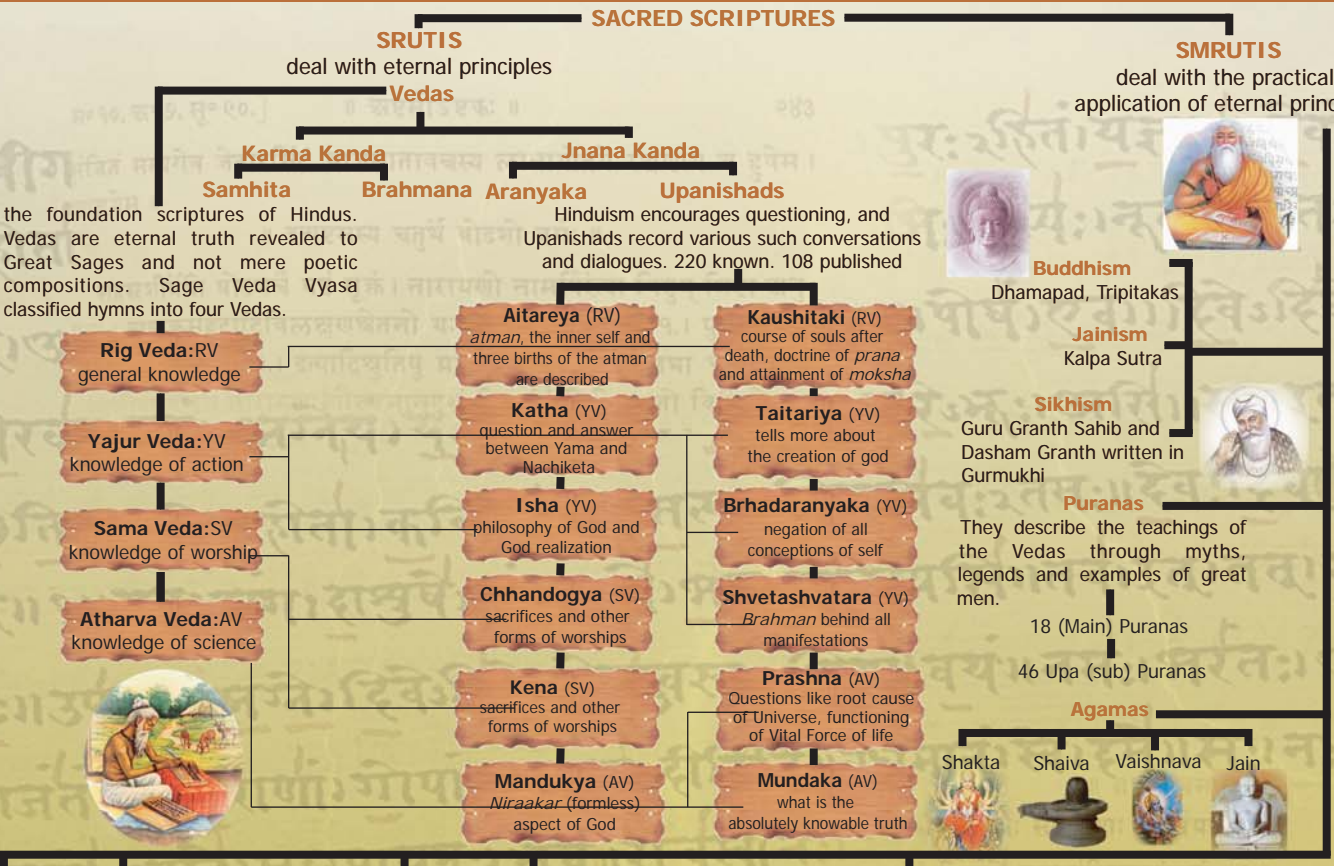 SACRED SCRIPTURES
SRUTIS
deal with eternal principles
Vedas
Karma Kanda
Jnana Kanda
Samhita
Brahmana
Aranyaka
Upanishads
the foundation scriptures of Hindus.
Vedas are eternal truth revealed to
Great Sages and not mere poetic
compositions. Sage Veda Vyasa
classified hymns into four Vedas.
Hinduism encourages questioning, and
Upanishads record various such conversations
and dialogues. 220 known. 108 published
Rig Veda:RV
general knowledge
Yajur Veda:YV
knowledge of action
Sama Veda:SV
knowledge of worship
Atharva Veda:AV
knowledge of science
Aitareya (RV)
atman, the inner self and
three births of the atman
are described
Katha (YV)
question and answer
between Yama and
Nachiketa
Isha (YV)
philosophy of God and
God realization
Chhandogya (SV)
sacrifices and other
forms of worships
Kena (SV)
sacrifices and other
forms of worships
Mandukya (AV)
Niraakar (formless)
aspect of God
Kaushitaki (RV)
course of souls after
death, doctrine of prana
and attainment of moksha
Taitariya (YV)
tells more about
the creation of god
Brhadaranyaka (YV)
negation of all
conceptions of self
Shvetashvatara (YV)
Brahman behind all
manifestations
Prashna (AV)
Questions like root cause
of Universe, functioning
of Vital Force of life
Mundaka (AV)
what is the
absolutely knowable truth
SMRUTIS
deal with the practical
application of eternal princ
Buddhism
Dhamapad, Tripitakas
Jainism
Kalpa Sutra
Sikhism
Guru Granth Sahib and
Dasham Granth written in
Gurmukhi
Puranas
They describe the teachings of
the Vedas through myths,
legends and examples of great
men.
18 (Main) Puranas
46 Upa (sub) Puranas
Agamas
Shakta
Shaiva
Vaishnava
Jain